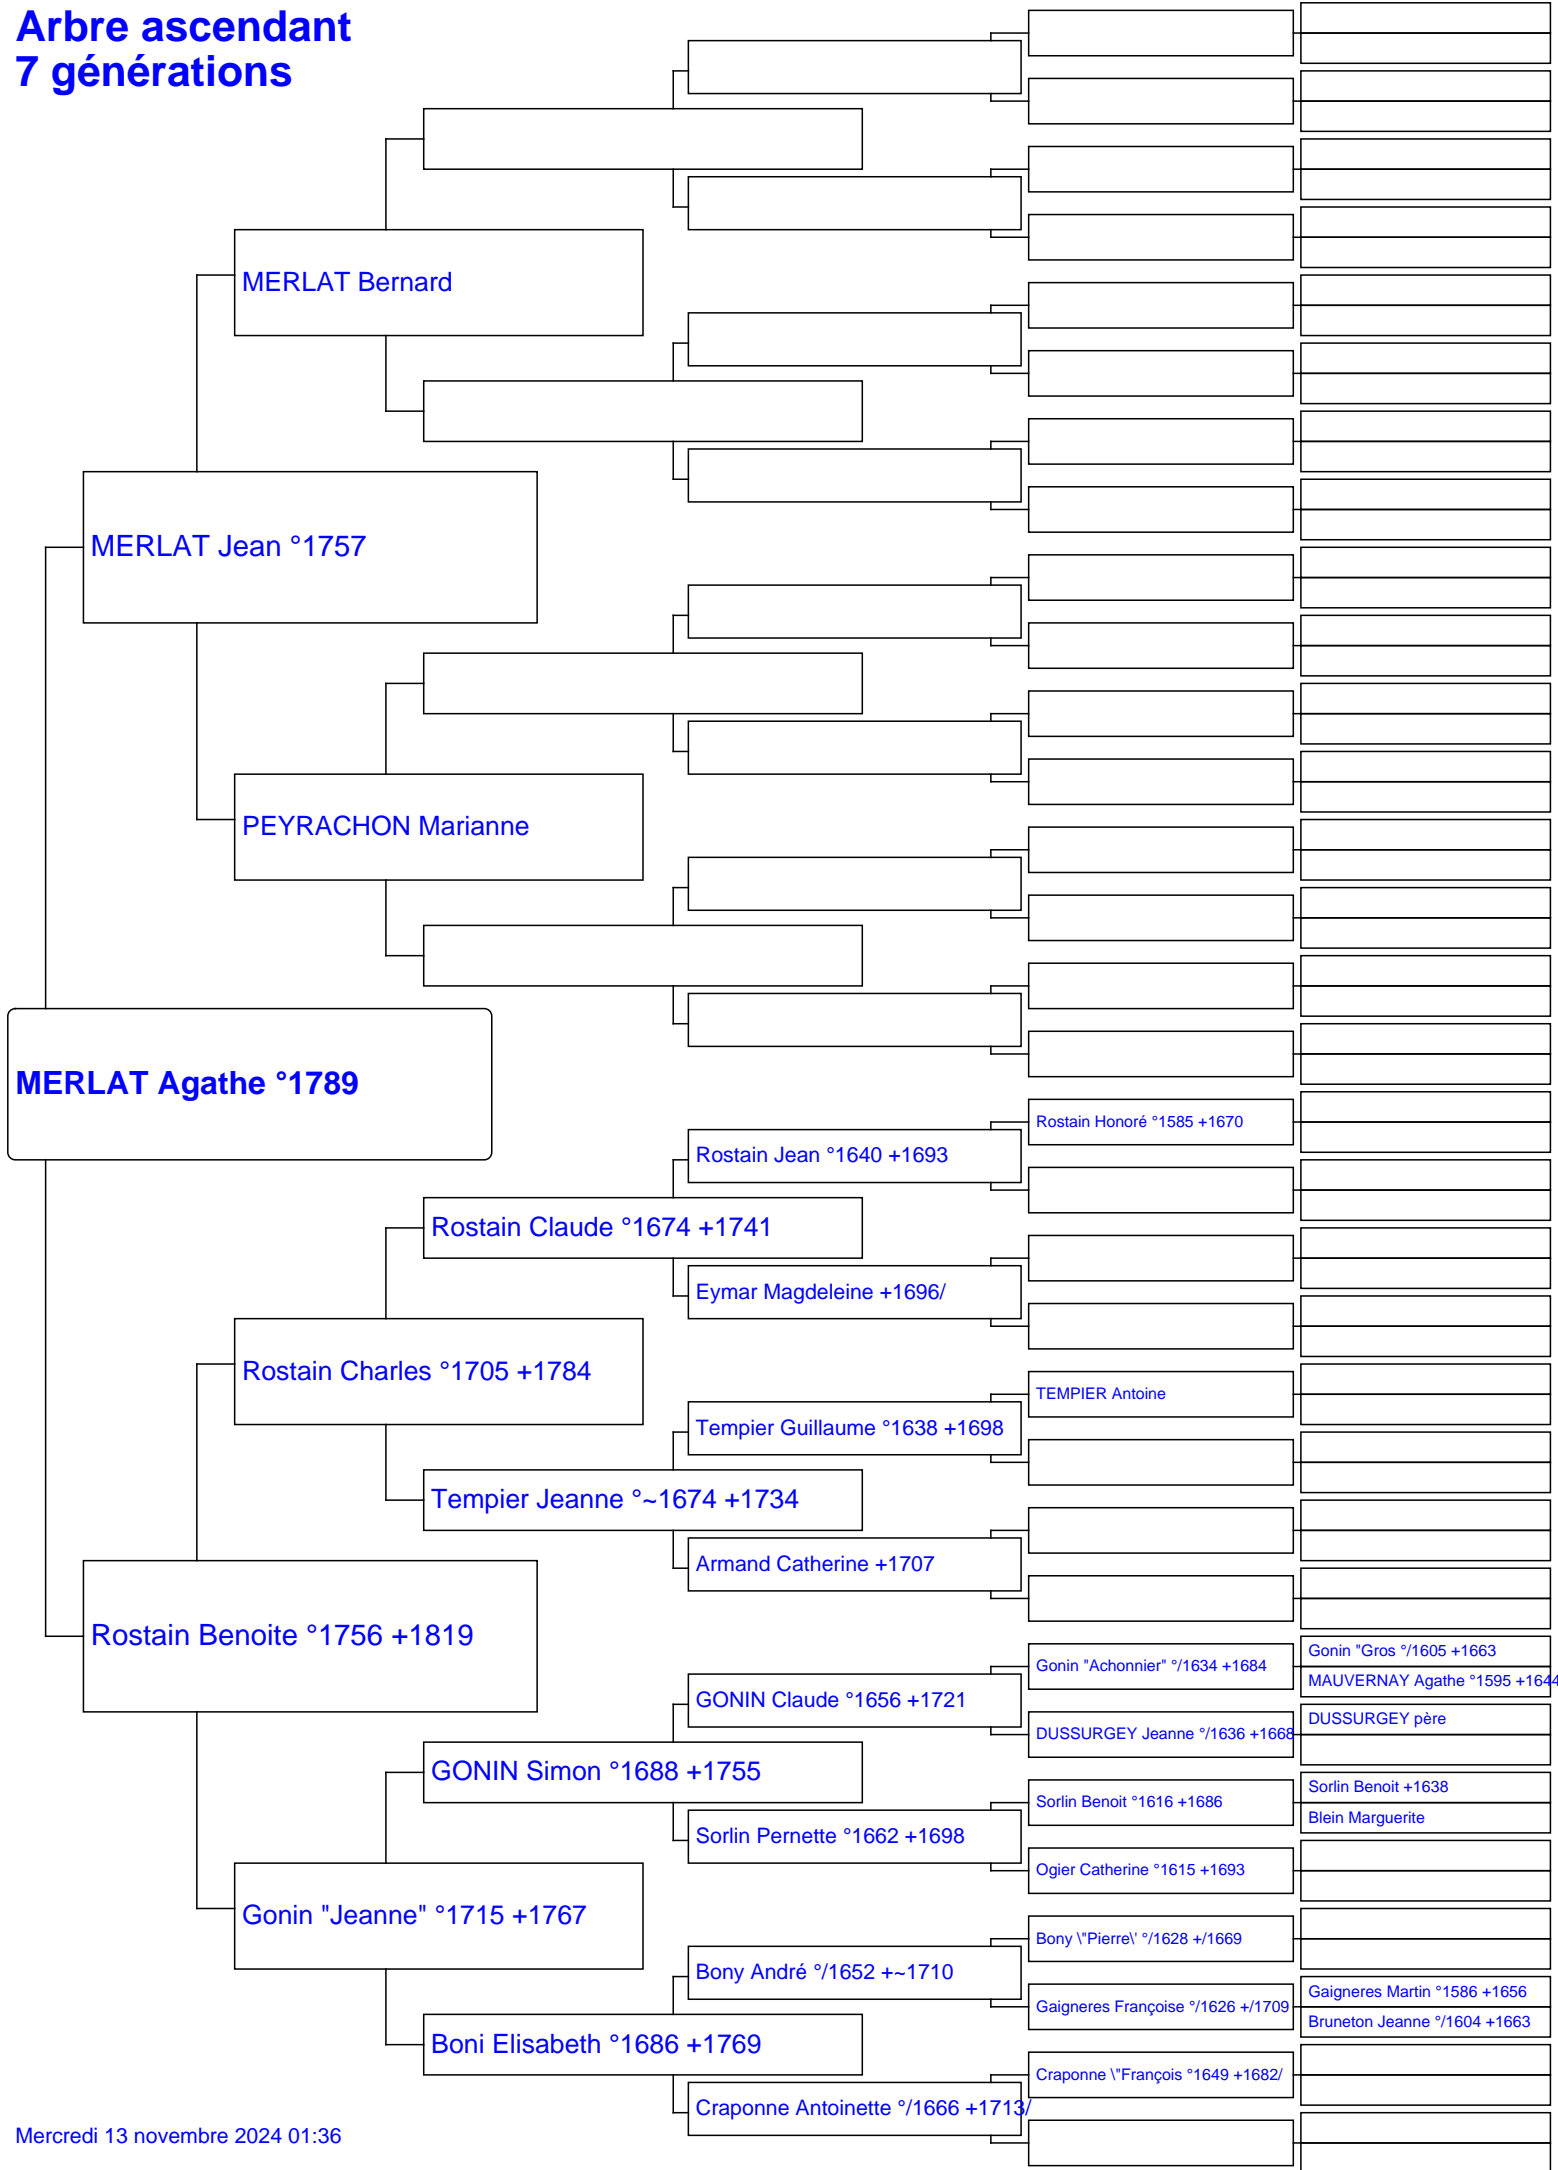 Arbre ascendant
7 générations
MERLAT Bernard
MERLAT Jean °1757
PEYRACHON Marianne
MERLAT Agathe °1789
Rostain Honoré °1585 +1670
Rostain Jean °1640 +1693
Rostain Claude °1674 +1741
Eymar Magdeleine +1696/
Rostain Charles °1705 +1784
TEMPIER Antoine
Tempier Guillaume °1638 +1698
Tempier Jeanne °~1674 +1734
Armand Catherine +1707
Rostain Benoite °1756 +1819
Gonin "Gros °/1605 +1663
Gonin "Achonnier" °/1634 +1684
MAUVERNAY Agathe °1595 +1644
GONIN Claude °1656 +1721
DUSSURGEY père
DUSSURGEY Jeanne °/1636 +1668
GONIN Simon °1688 +1755
Sorlin Benoit +1638
Sorlin Benoit °1616 +1686
Blein Marguerite
Sorlin Pernette °1662 +1698
Ogier Catherine °1615 +1693
Gonin "Jeanne" °1715 +1767
Bony \"Pierre\' °/1628 +/1669
Bony André °/1652 +~1710
Gaigneres Martin °1586 +1656
Gaigneres Françoise °/1626 +/1709
Bruneton Jeanne °/1604 +1663
Boni Elisabeth °1686 +1769
Craponne \"François °1649 +1682/
Craponne Antoinette °/1666 +1713/
Mercredi 13 novembre 2024 01:36